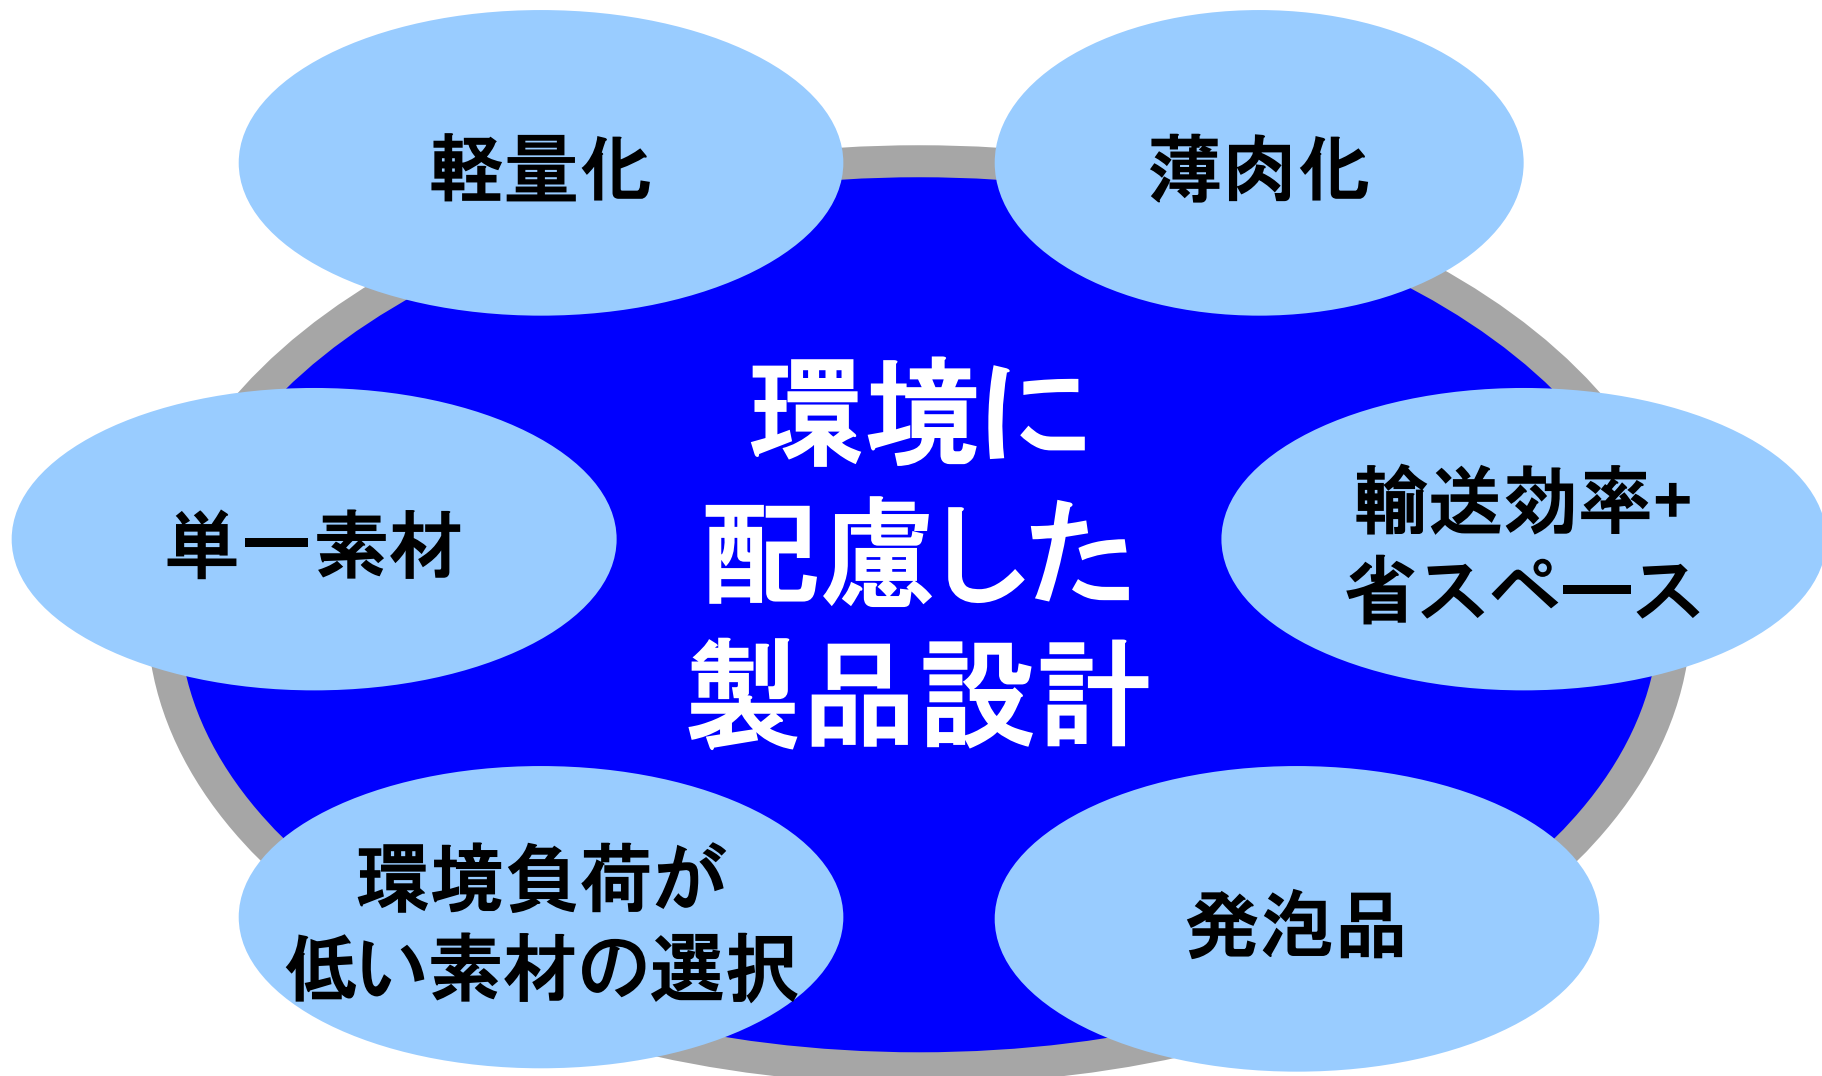 軽量化
薄肉化
環境に
配慮した
製品設計
単一素材
輸送効率+
省スペース
環境負荷が
低い素材の選択
発泡品